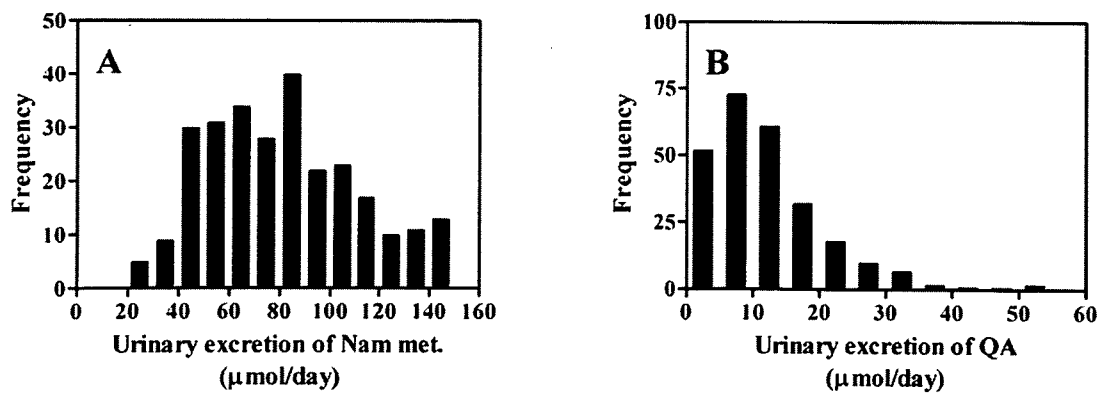 50
40
30
20
10
0
Frequency
A
0 20 40 60 80 100 120 140 160
Urinary excretion of Nam met.
(μmol/day)
100
75
50
25
0
Frequency
B
0 10 20 30 40 50 60
Urinary excretion of QA
(μmol/day)